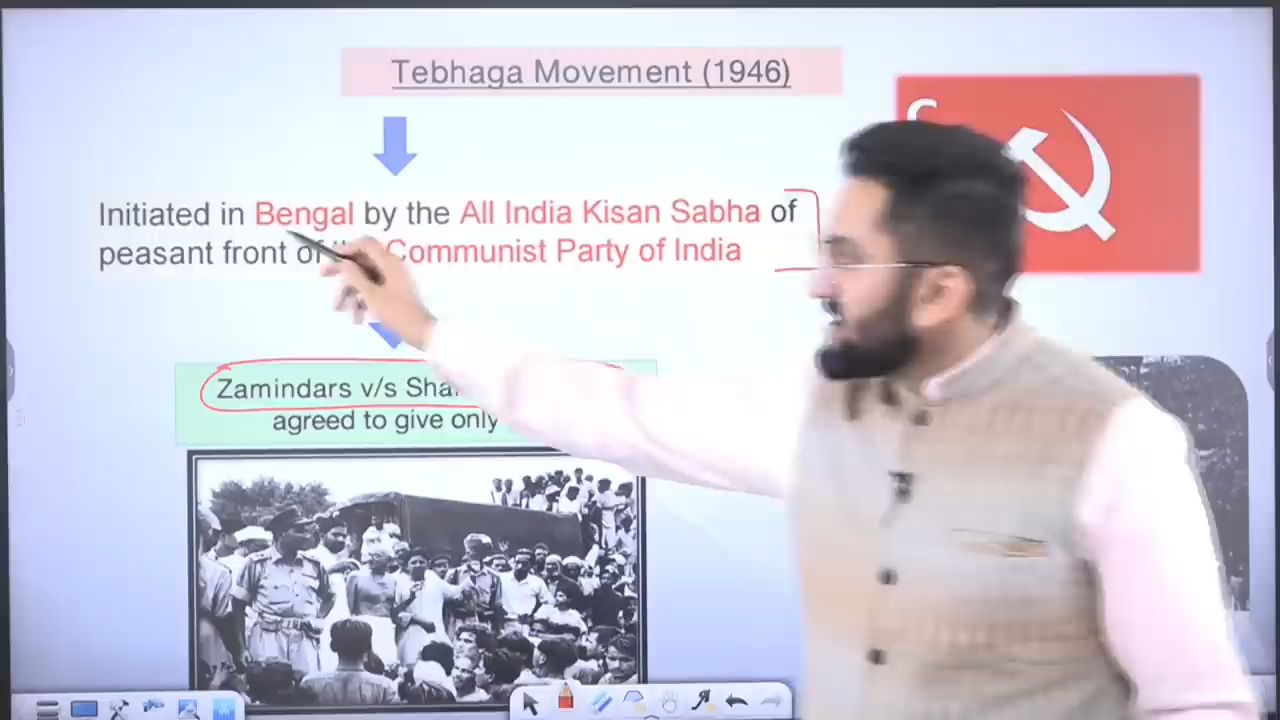 Tebhaga Movement (1946)
Initiated in Bengal by the All India Kisan Sabha of
peasant front of Communist Party of India
Zamindars v/s
agreed to give only